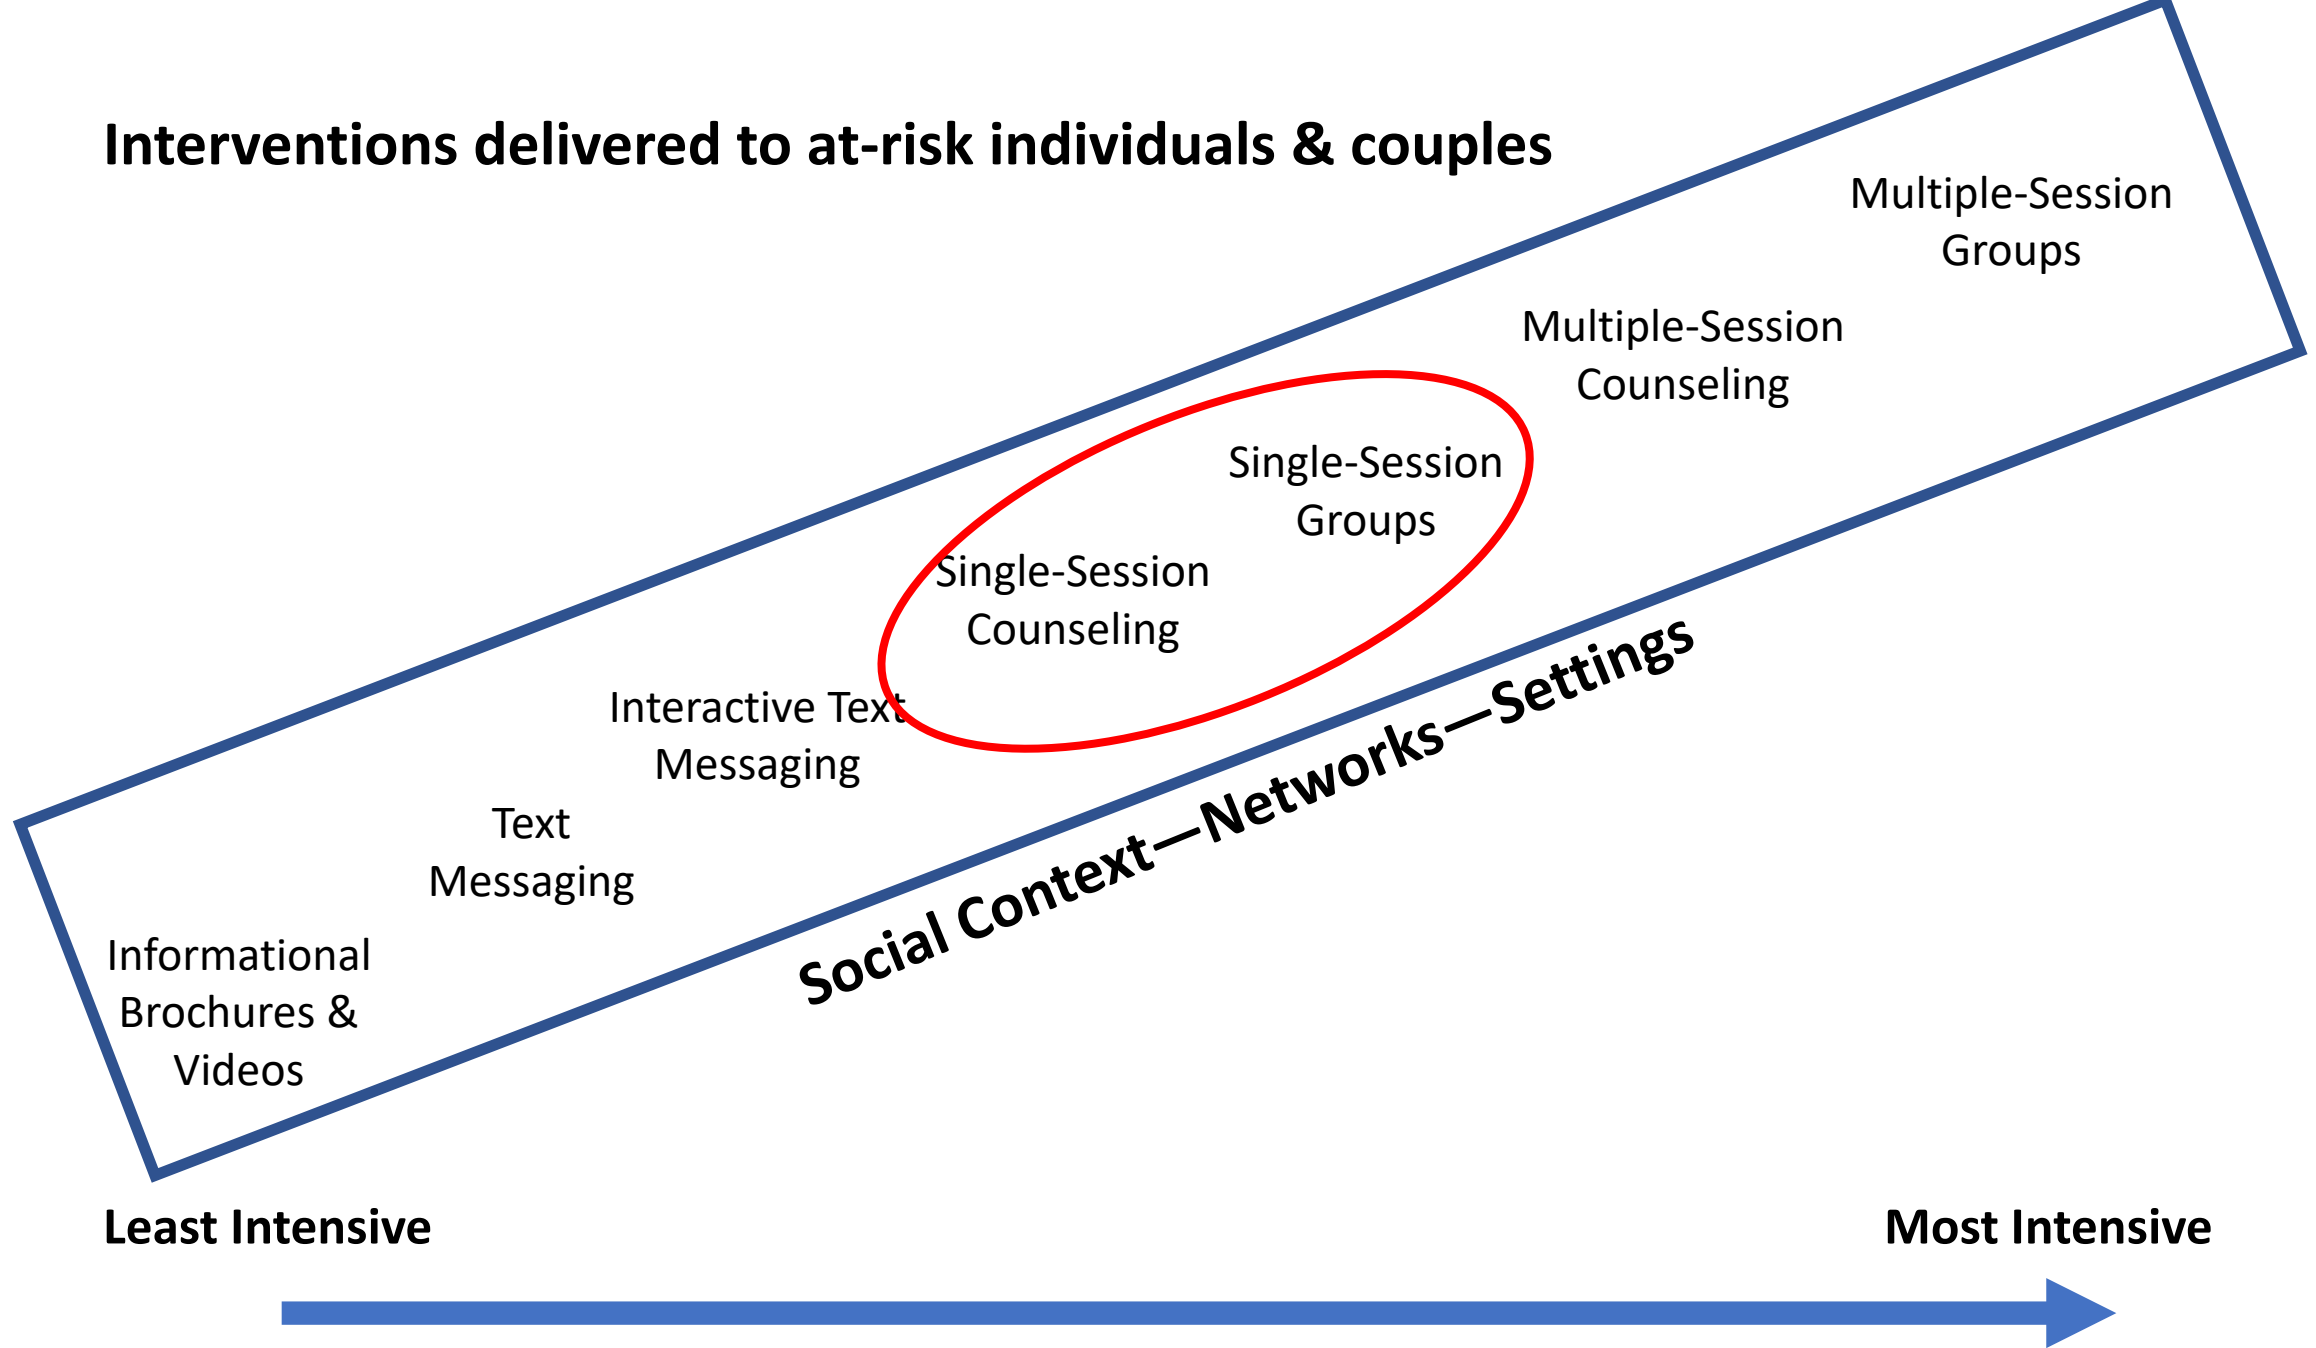 Interventions delivered to at-risk individuals & couples
Multiple-Session
Groups
Multiple-Session
Counseling
Single-Session
Groups
Single-Session
Counseling
Interactive Text
Messaging
Text
Messaging
Informational
Brochures &
Videos
Social Context—Networks—Settings
Least Intensive
Most Intensive